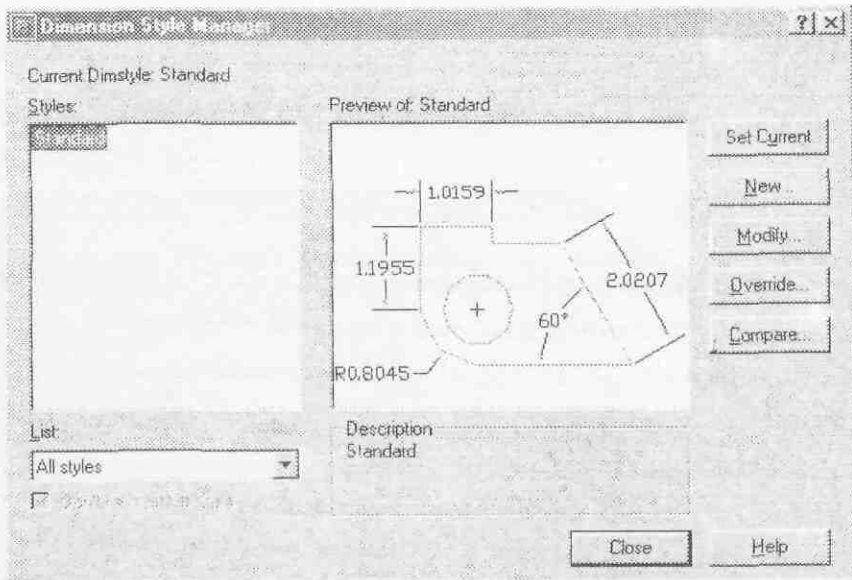 Dimension Style Manager
Current Dimstyle: Standard
Styles:
Preview of: Standard
Set Current
New...
Modify...
Override...
Compare...
1.0159
1.1955
2.0207
60°
R0.8045
List:
All styles
Description
Standard
Close
Help